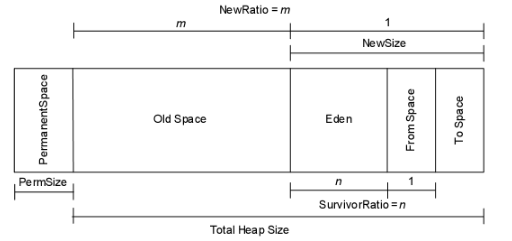 NewRatio = m
m
1
NewSize
PermanentSpace
Old Space
Eden
From Space
To Space
PermSize
n
1
SurvivorRatio = n
Total Heap Size